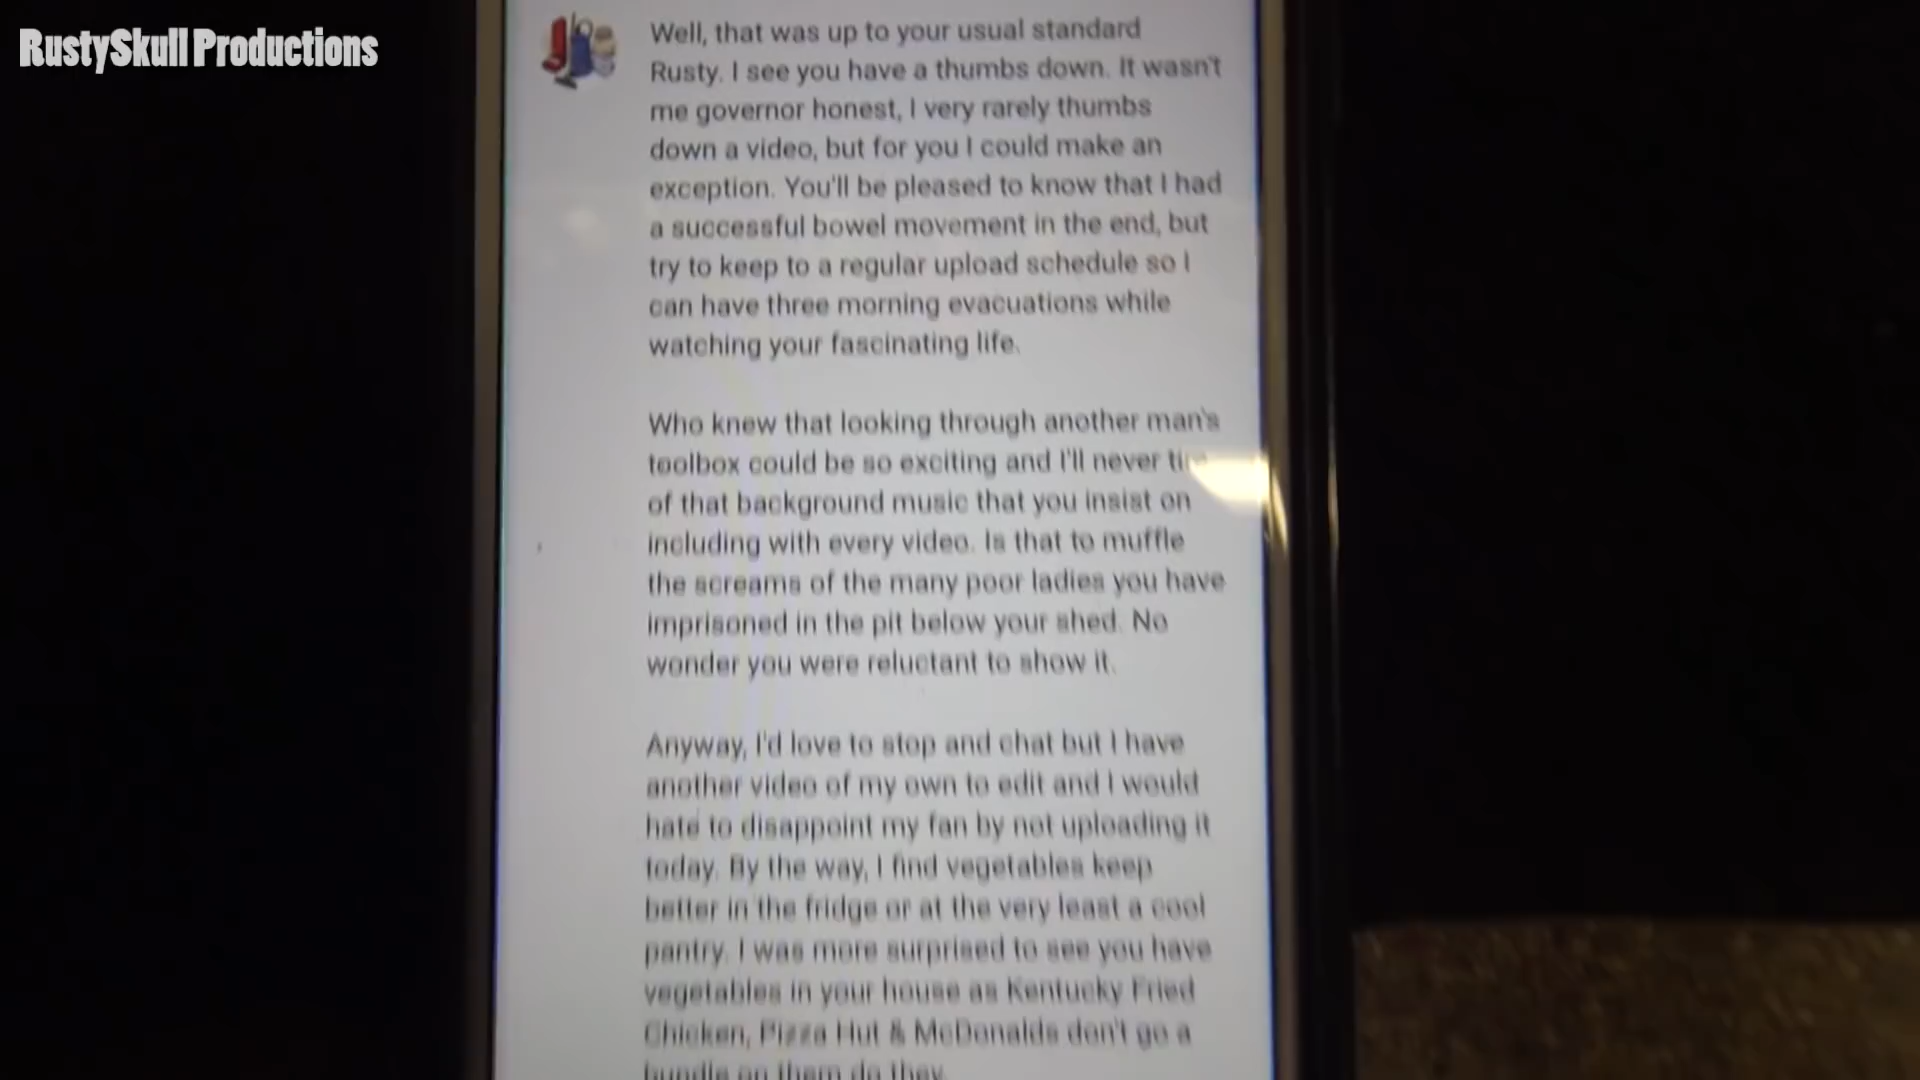 RustySkull Productions
Well, that was up to your usual standard
Rusty. I see you have a thumbs down. It wasn't
me governor honest, I very rarely thumbs
down a video, but for you I could make an
exception. You'll be pleased to know that I had
a successful bowel movement in the end, but
try to keep to a regular upload schedule so I
can have three morning evacuations while
watching your fascinating life.
Who knew that looking through another man's
toolbox could be so exciting and I'll never tire
of that background music that you insist on
including with every video. Is that to muffle
the screams of the many poor ladies you have
imprisoned in the pit below your shed. No
wonder you were reluctant to show it.
Anyway, I'd love to stop and chat but I have
another video of my own to edit and I would
hate to disappoint my fan by not uploading it
today. By the way, I find vegetables keep
better in the fridge or at the very least a cool
pantry. I was more surprised to see you have
vegetables in your house as Kentucky Fried
Chicken, Pizza Hut & McDonalds don't go a
bundle on them do they.